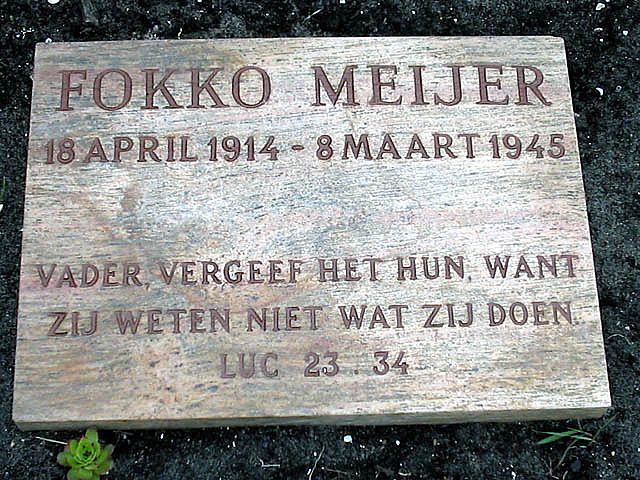 FOKKO MEIJER
18 APRIL 1914 - 8 MAART 1945
VADER, VERGEEF HET HUN, WANT
ZIJ WETEN NIET WAT ZIJ DOEN.
LUC 23 . 34